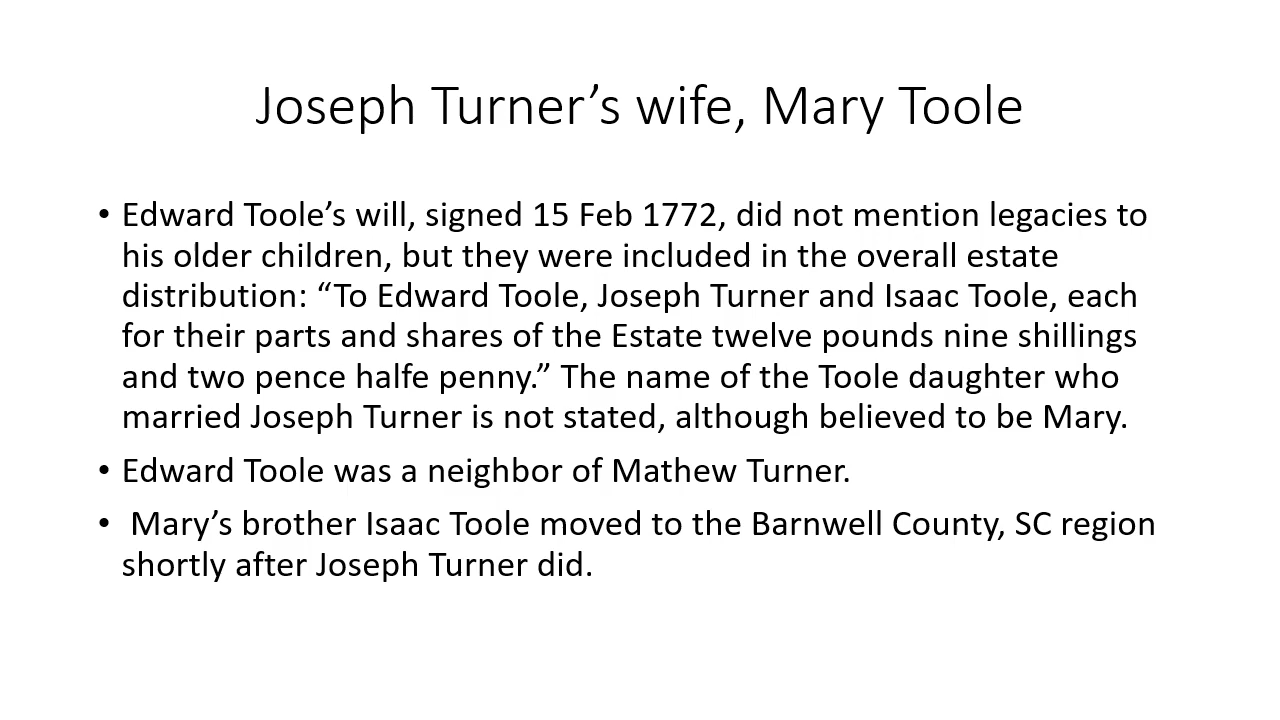 Joseph Turner’s wife, Mary Toole
• Edward Toole’s will, signed 15 Feb 1772, did not mention legacies to
his older children, but they were included in the overall estate
distribution: “To Edward Toole, Joseph Turner and Isaac Toole, each
for their parts and shares of the Estate twelve pounds nine shillings
and two pence halfe penny.” The name of the Toole daughter who
married Joseph Turner is not stated, although believed to be Mary.
• Edward Toole was a neighbor of Mathew Turner.
• Mary’s brother Isaac Toole moved to the Barnwell County, SC region
shortly after Joseph Turner did.